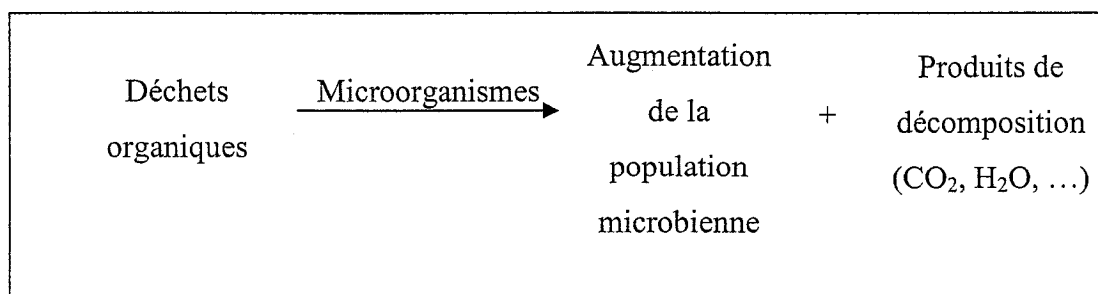 Déchets
organiques
Microorganismes
Augmentation
de la
population
microbienne
+
Produits de
décomposition
(CO₂, H₂O, …)